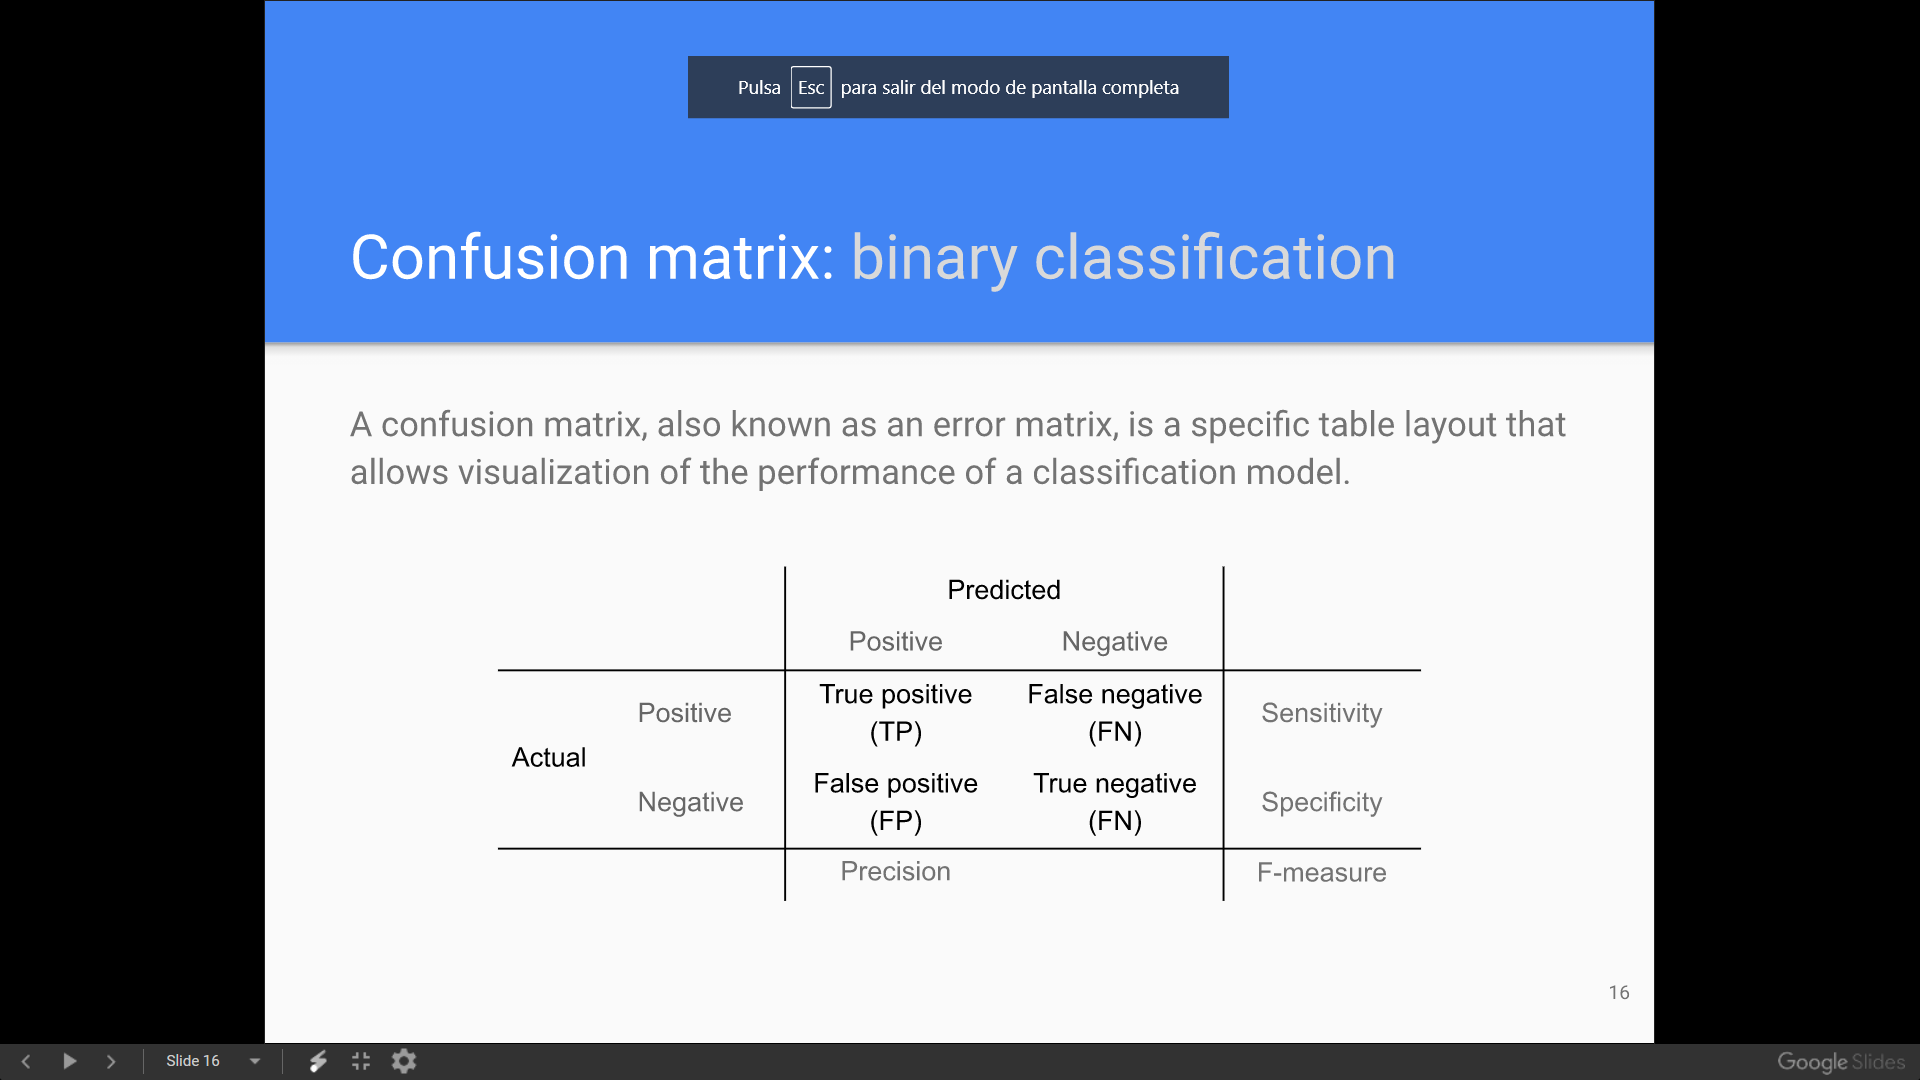 Pulsa Esc para salir del modo de pantalla completa
Confusion matrix: binary classification
A confusion matrix, also known as an error matrix, is a specific table layout that
allows visualization of the performance of a classification model.
Predicted
Positive Negative
Positive True positive (TP) False negative (FN) Sensitivity
Actual
Negative False positive (FP) True negative (FN) Specificity
Precision F-measure
16
Slide 16
Google Slides